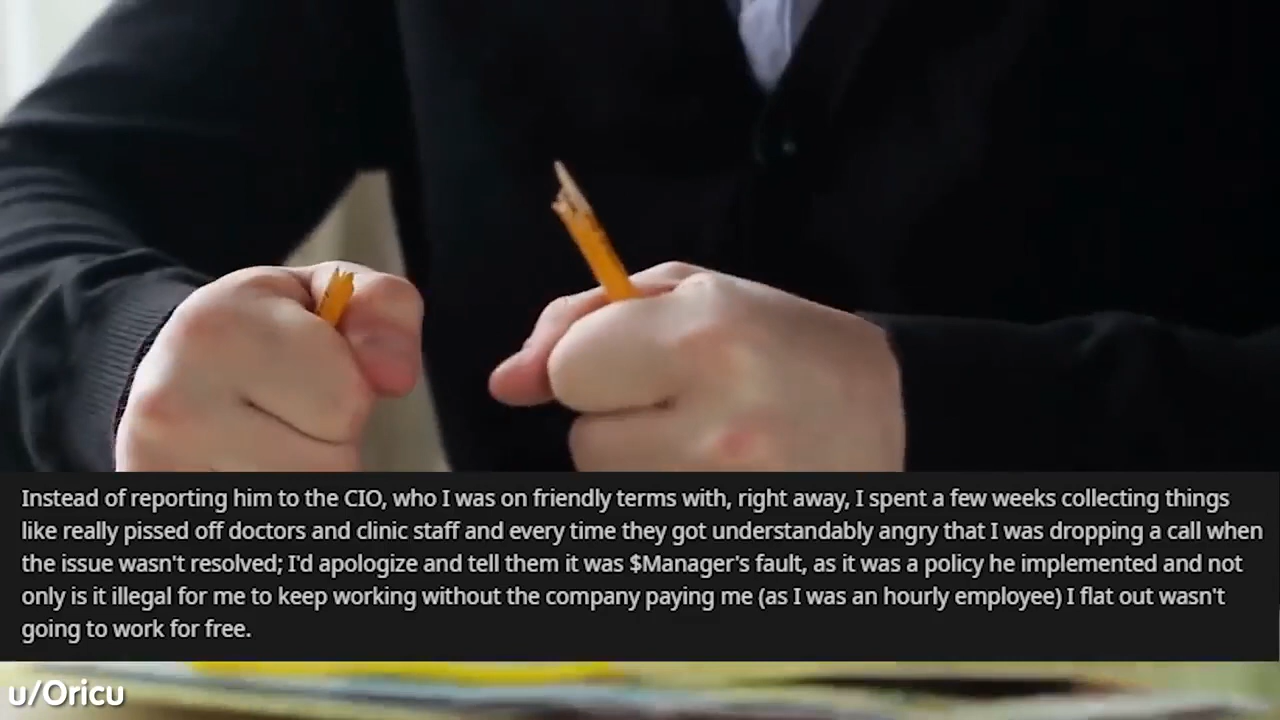 Instead of reporting him to the CIO, who I was on friendly terms with, right away, I spent a few weeks collecting things
like really pissed off doctors and clinic staff and every time they got understandably angry that I was dropping a call when
the issue wasn't resolved; I'd apologize and tell them it was $Manager's fault, as it was a policy he implemented and not
only is it illegal for me to keep working without the company paying me (as I was an hourly employee) I flat out wasn't
going to work for free.
u/Oricu